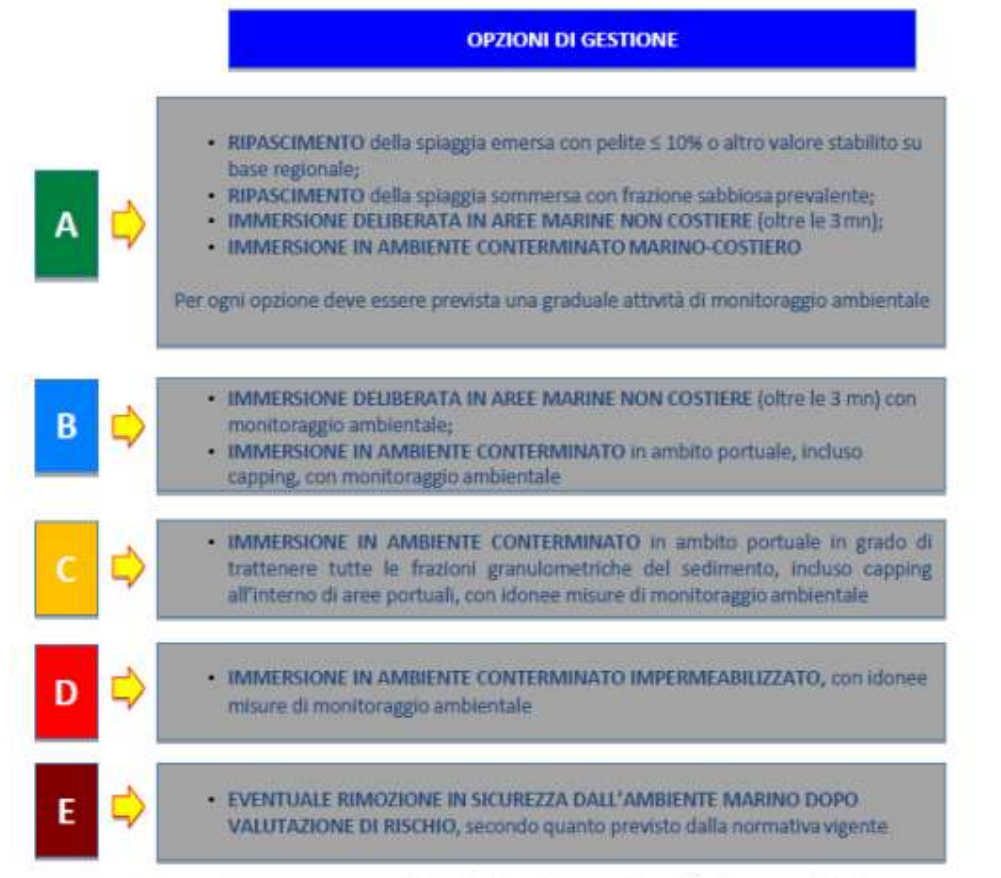 OPZIONI DI GESTIONE
A
• RIPASCIMENTO della spiaggia emersa con pelite ≤ 10% o altro valore stabilito su
base regionale;
• RIPASCIMENTO della spiaggia sommersa con frazione sabbiosa prevalente;
• IMMERSIONE DELIBERATA IN AREE MARINE NON COSTIERE (oltre le 3 mn);
• IMMERSIONE IN AMBIENTE CONTERMINATO MARINO-COSTIERO
Per ogni opzione deve essere prevista una graduale attività di monitoraggio ambientale
B
• IMMERSIONE DELIBERATA IN AREE MARINE NON COSTIERE (oltre le 3 mn) con
monitoraggio ambientale;
• IMMERSIONE IN AMBIENTE CONTERMINATO in ambito portuale, incluso
capping, con monitoraggio ambientale
C
• IMMERSIONE IN AMBIENTE CONTERMINATO in ambito portuale in grado di
trattenere tutte le frazioni granulometriche del sedimento, incluso capping
all'interno di aree portuali, con idonee misure di monitoraggio ambientale
D
• IMMERSIONE IN AMBIENTE CONTERMINATO IMPERMEABILIZZATO, con idonee
misure di monitoraggio ambientale
E
• EVENTUALE RIMOZIONE IN SICUREZZA DALL'AMBIENTE MARINO DOPO
VALUTAZIONE DI RISCHIO, secondo quanto previsto dalla normativa vigente